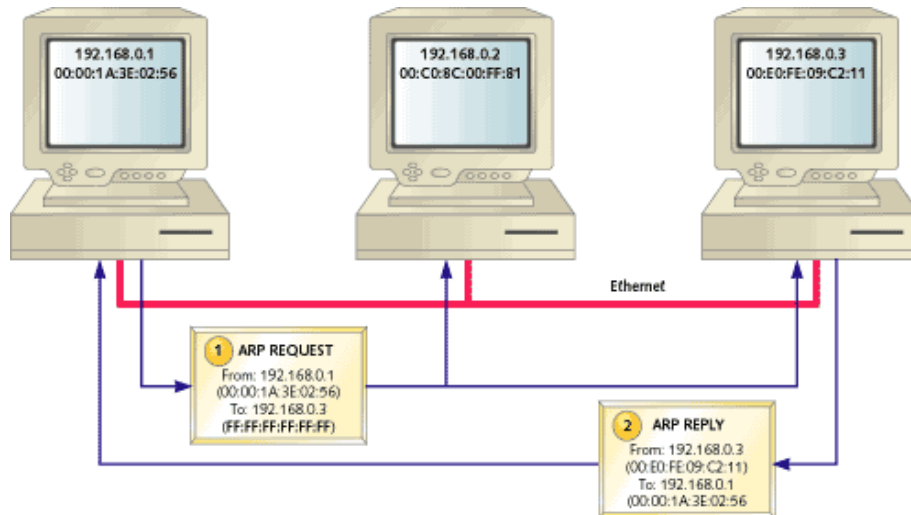 192.168.0.1
00:00:1A:3E:02:56
192.168.0.2
00:C0:8C:00:FF:81
192.168.0.3
00:E0:FE:09:C2:11
Ethernet
1 ARP REQUEST
From: 192.168.0.1
(00:00:1A:3E:02:56)
To: 192.168.0.3
(FF:FF:FF:FF:FF:FF)
2 ARP REPLY
From: 192.168.0.3
(00:E0:FE:09:C2:11)
To: 192.168.0.1
(00:00:1A:3E:02:56